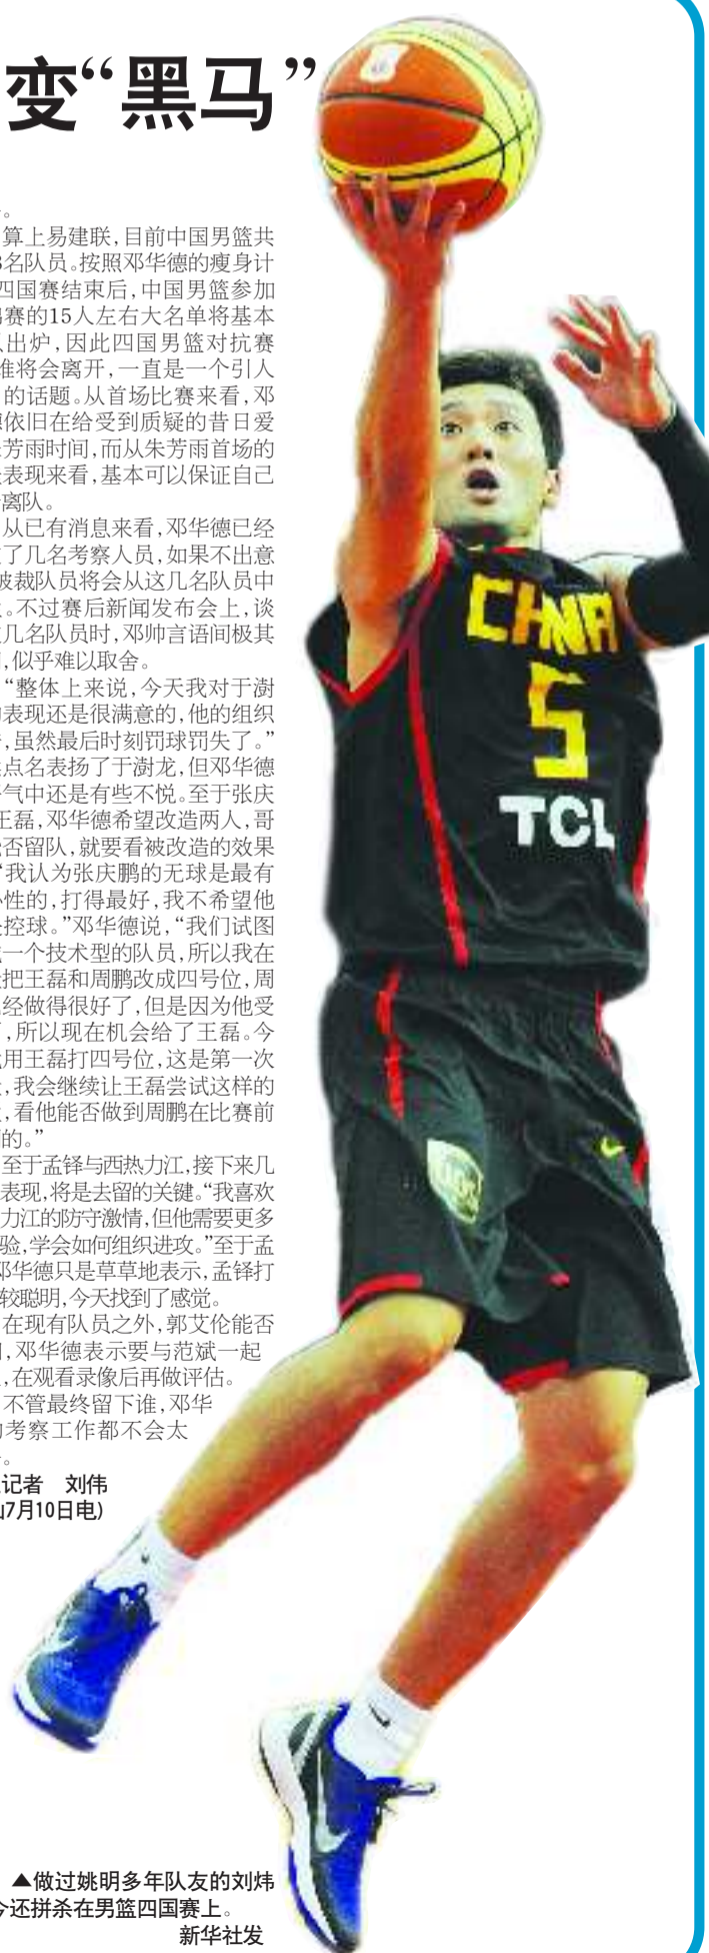 变“黑马”
。
算上易建联,目前中国男篮共
名队员。按照邓华德的瘦身计
四国赛结束后,中国男篮参加
赛的15人左右大名单将基本
出炉,因此四国男篮对抗赛
谁将会离开,一直是一个引人
的话题。从首场比赛来看,邓
依旧在给受到质疑的昔日爱
芳雨时间,而从朱芳雨首场的
表现来看,基本可以保证自己
离队。
从已有消息来看,邓华德已经
了几名考察人员,如果不出意
被裁队员将会从这几名队员中
。不过赛后新闻发布会上,谈
几名队员时,邓帅言语间极其
,似乎难以取舍。
“整体上来说,今天我对于澍
的表现还是很满意的,他的组织
,虽然最后时刻罚球罚失了。”
点名表扬了于澍龙,但邓华德
气中还是有些不悦。至于张庆
王磊,邓华德希望改造两人,哥
否留队,就要看被改造的效果
“我认为张庆鹏的无球是最有
性的,打得最好,我不希望他
控球。”邓华德说,“我们试图
一个技术型的队员,所以我在
把王磊和周鹏改成四号位,周
经做得很好了,但是因为他受
,所以现在机会给了王磊。今
用王磊打四号位,这是第一次
,我会继续让王磊尝试这样的
,看他能否做到周鹏在比赛前
的。”
至于孟铎与西热力江,接下来几
表现,将是去留的关键。“我喜欢
力江的防守激情,但他需要更多
验,学会如何组织进攻。”至于孟
邓华德只是草草地表示,孟铎打
较聪明,今天找到了感觉。
在现有队员之外,郭艾伦能否
,邓华德表示要与范斌一起
,在观看录像后再做评估。
不管最终留下谁,邓华
的考察工作都不会太
。
记者 刘伟
7月10日电)
CHINA
5
TCL
▲做过姚明多年队友的刘炜
今还拼杀在男篮四国赛上。
新华社发